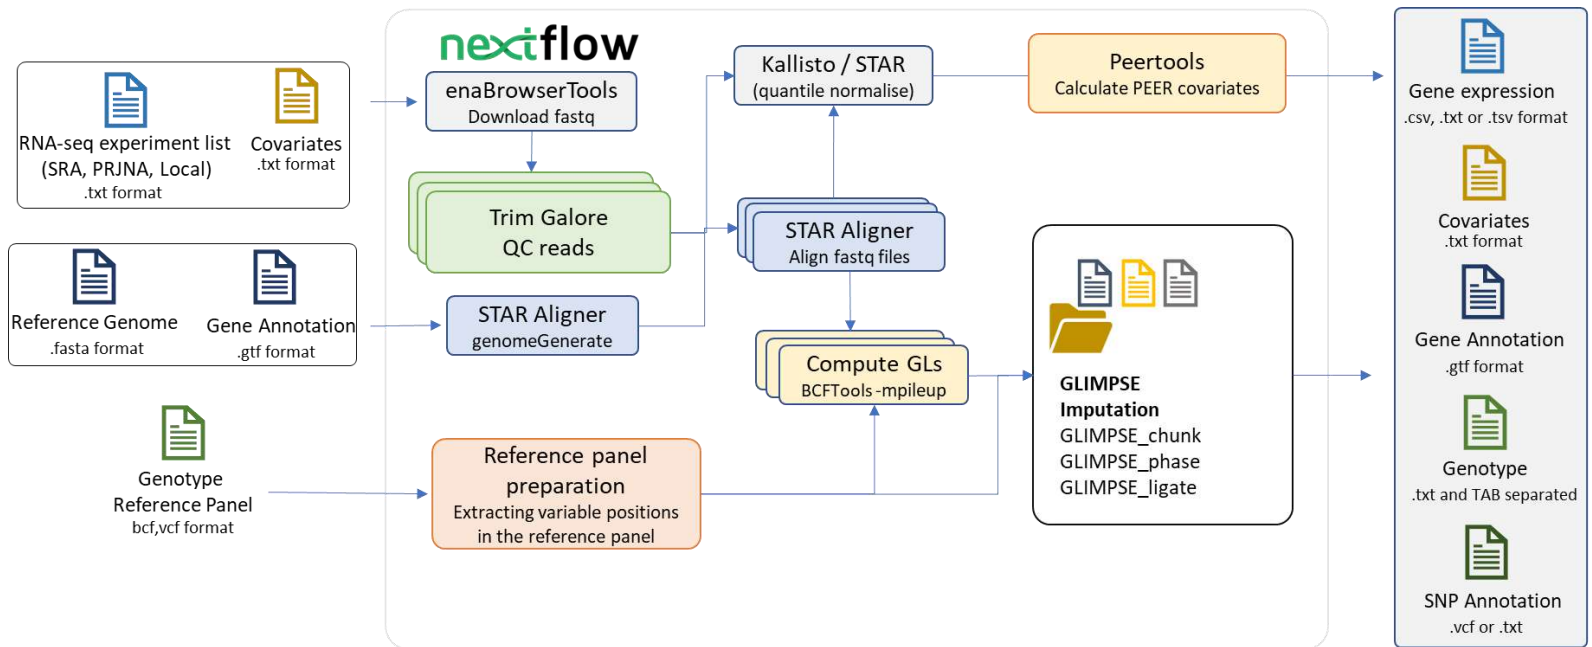 nextflow
RNA-seq experiment list
(SRA, PRJNA, Local)
.txt format
Covariates
.txt format
Reference Genome
.fasta format
Gene Annotation
.gtf format
Genotype
Reference Panel
bcf,vcf format
enaBrowserTools
Download fastq
Trim Galore
QC reads
STAR Aligner
genomeGenerate
Reference panel
preparation
Extracting variable positions
in the reference panel
Kallisto / STAR
(quantile normalise)
STAR Aligner
Align fastq files
Compute GLs
BCFTools -mpileup
Peertools
Calculate PEER covariates
GLIMPSE
Imputation
GLIMPSE_chunk
GLIMPSE_phase
GLIMPSE_ligate
Gene expression
.csv, .txt or .tsv format
Covariates
.txt format
Gene Annotation
.gtf format
Genotype
.txt and TAB separated
SNP Annotation
.vcf or .txt